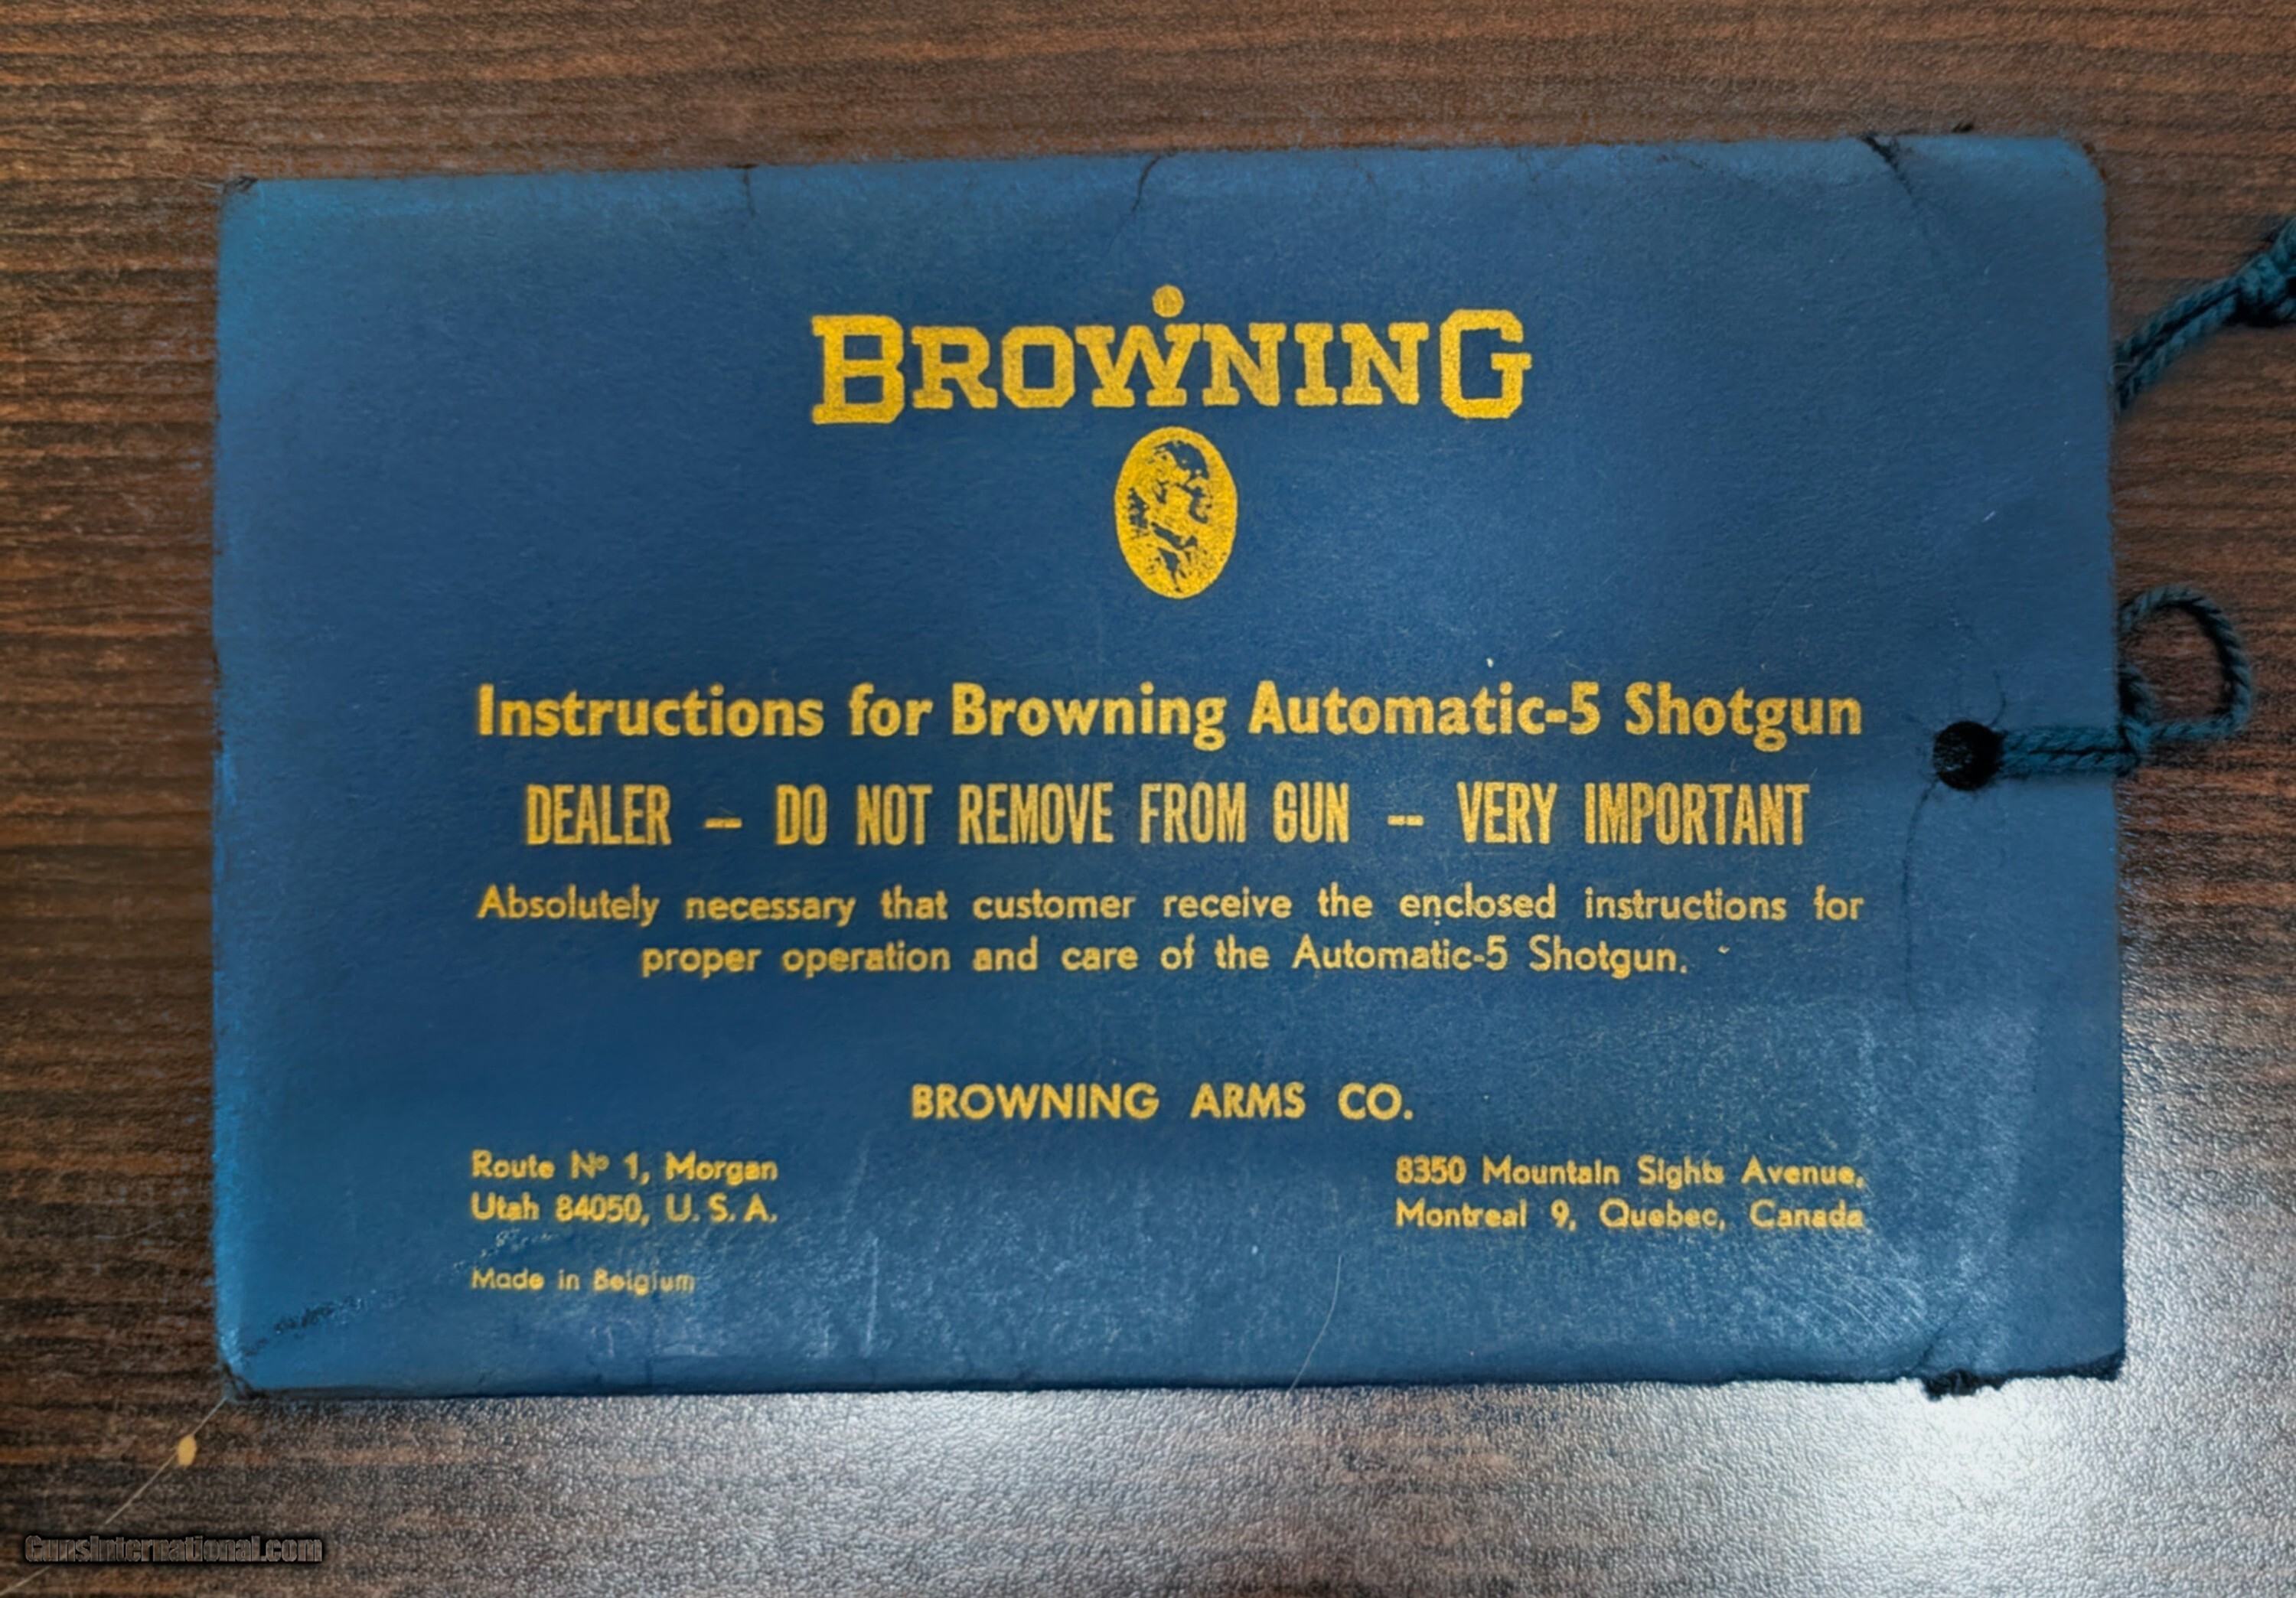 BROWNING
Instructions for Browning Automatic-5 Shotgun
DEALER -- DO NOT REMOVE FROM GUN -- VERY IMPORTANT
Absolutely necessary that customer receive the enclosed instructions for
proper operation and care of the Automatic-5 Shotgun.
BROWNING ARMS CO.
Route Nº 1, Morgan
Utah 84050, U. S. A.
8350 Mountain Sights Avenue,
Montreal 9, Quebec, Canada
Made in Belgium
GunsInternational.com